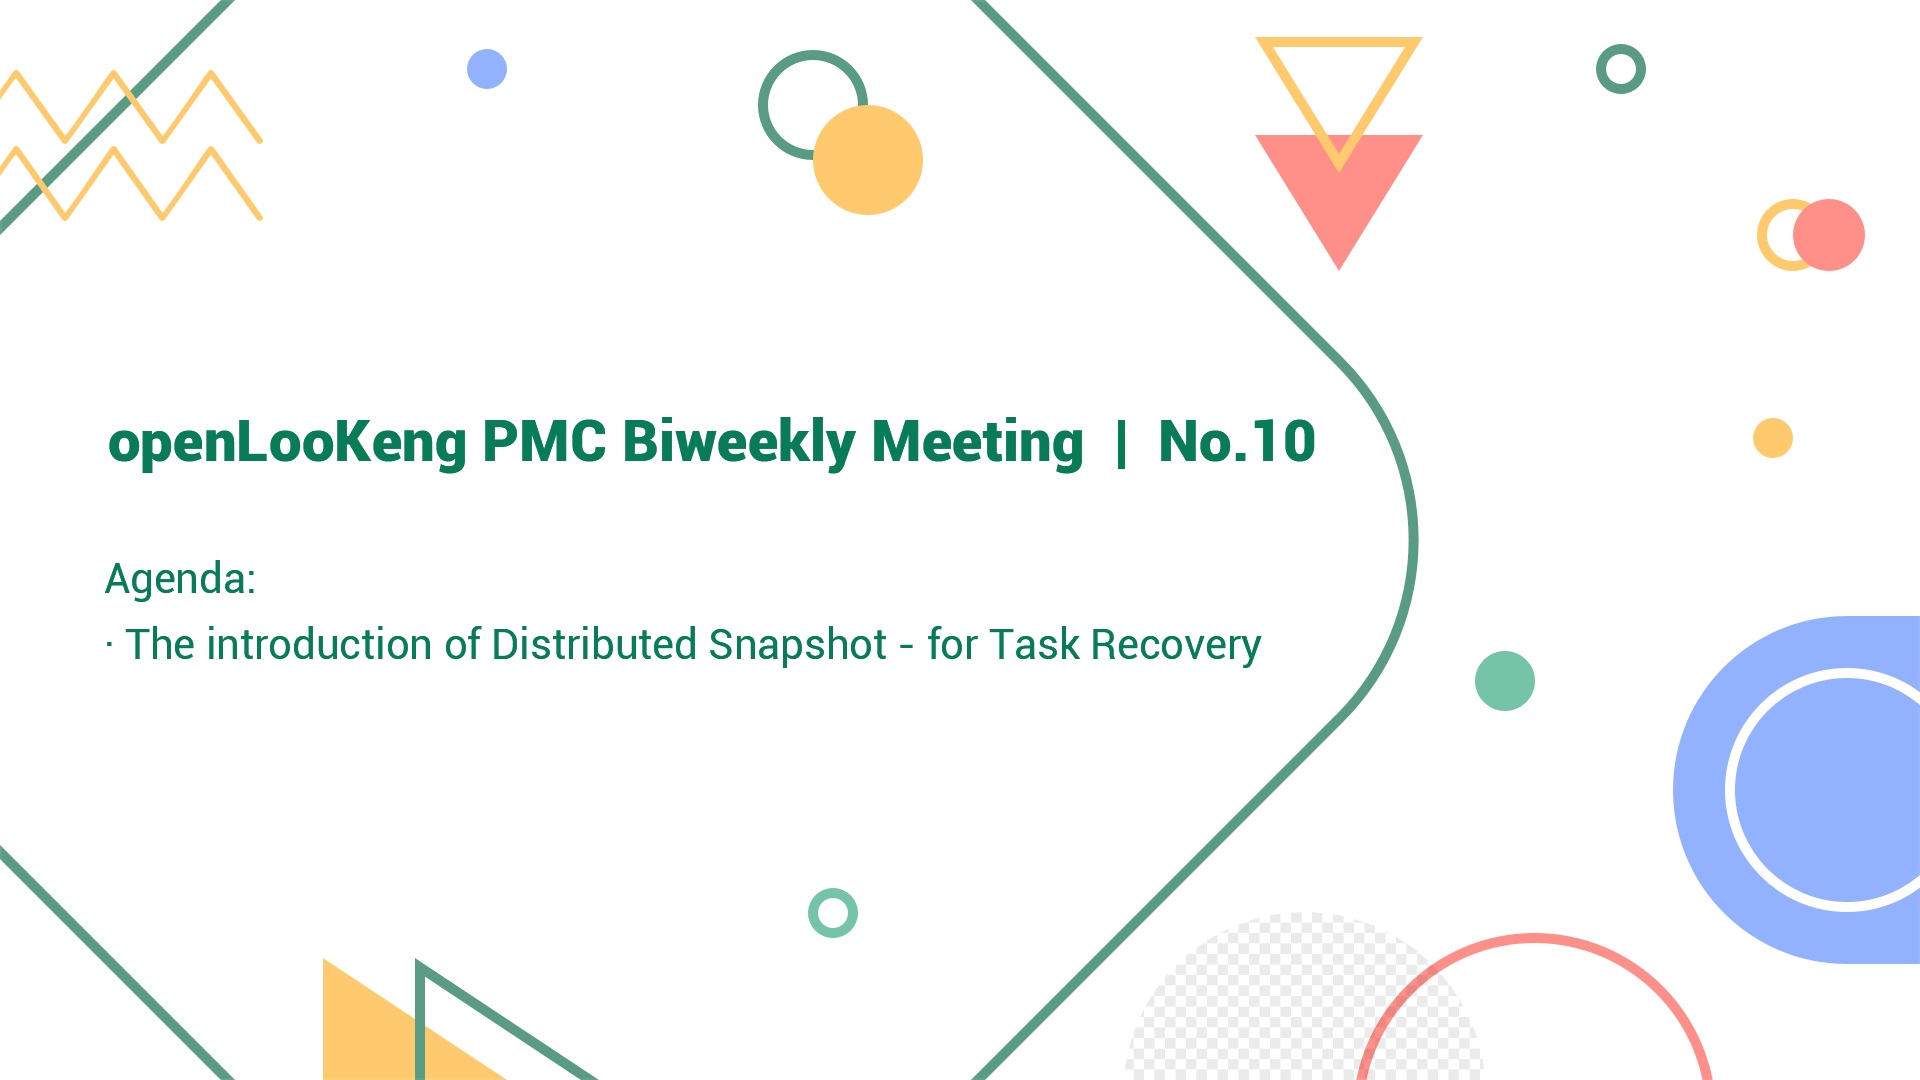 openLooKeng PMC Biweekly Meeting | No.10
Agenda:
· The introduction of Distributed Snapshot - for Task Recovery